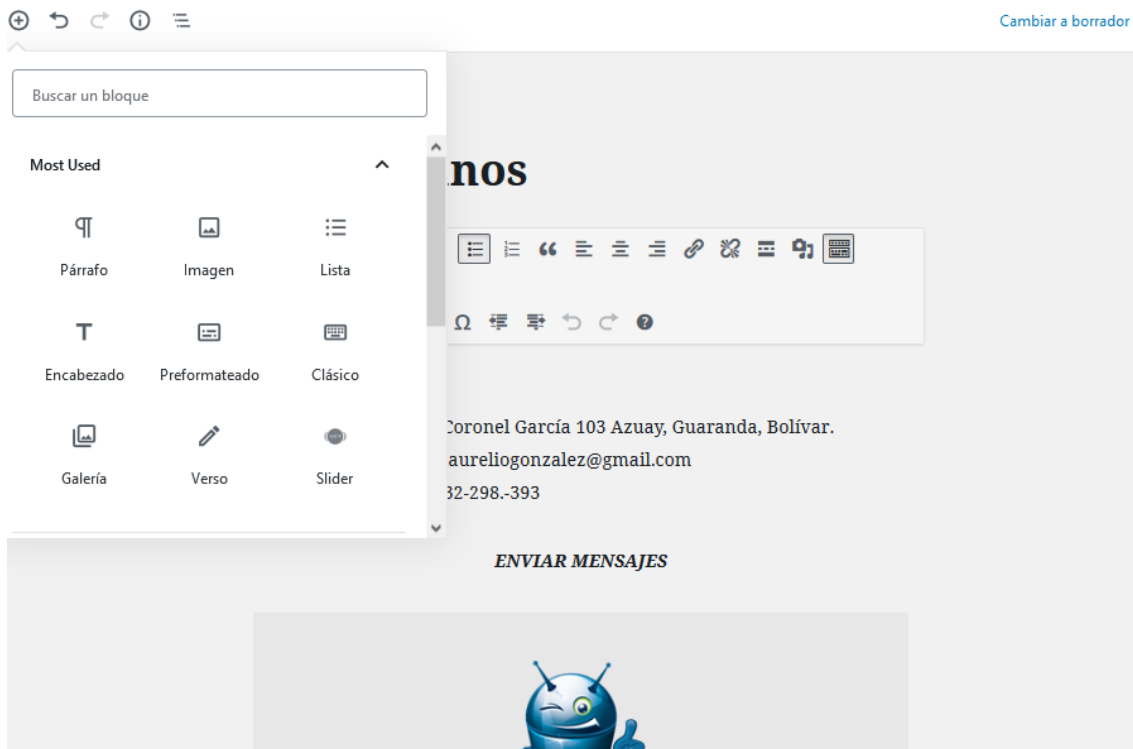 Cambiar a borrador
Buscar un bloque
Most Used
Párrafo Imagen Lista
Encabezado Preformateado Clásico
Galería Verso Slider
nos
Coronel García 103 Azuay, Guaranda, Bolívar.
aureliogonzalez@gmail.com
32-298.-393
ENVIAR MENSAJES